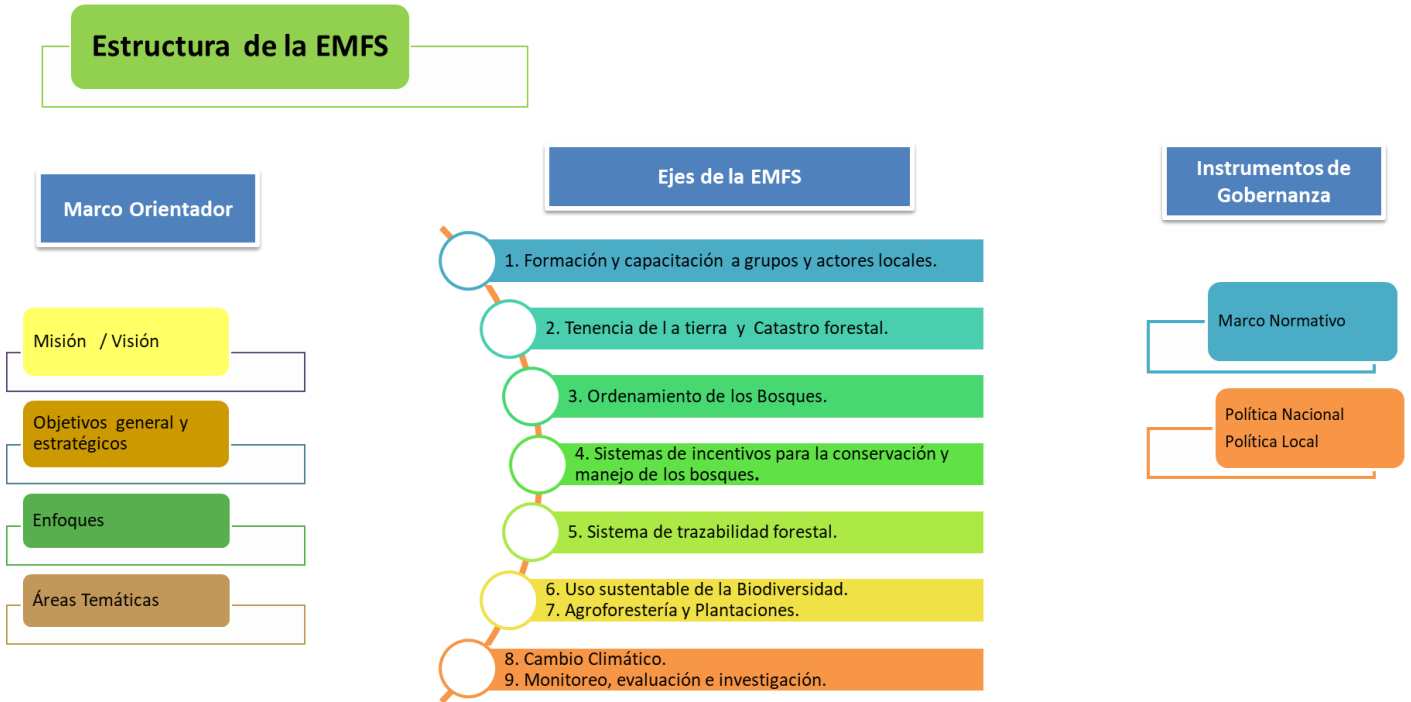 Estructura de la EMFS
Marco Orientador
Misión / Visión
Objetivos general y
estratégicos
Enfoques
Áreas Temáticas
Ejes de la EMFS
1. Formación y capacitación a grupos y actores locales.
2. Tenencia de l a tierra y Catastro forestal.
3. Ordenamiento de los Bosques.
4. Sistemas de incentivos para la conservación y
manejo de los bosques.
5. Sistema de trazabilidad forestal.
6. Uso sustentable de la Biodiversidad.
7. Agroforestería y Plantaciones.
8. Cambio Climático.
9. Monitoreo, evaluación e investigación.
Instrumentos de
Gobernanza
Marco Normativo
Política Nacional
Política Local